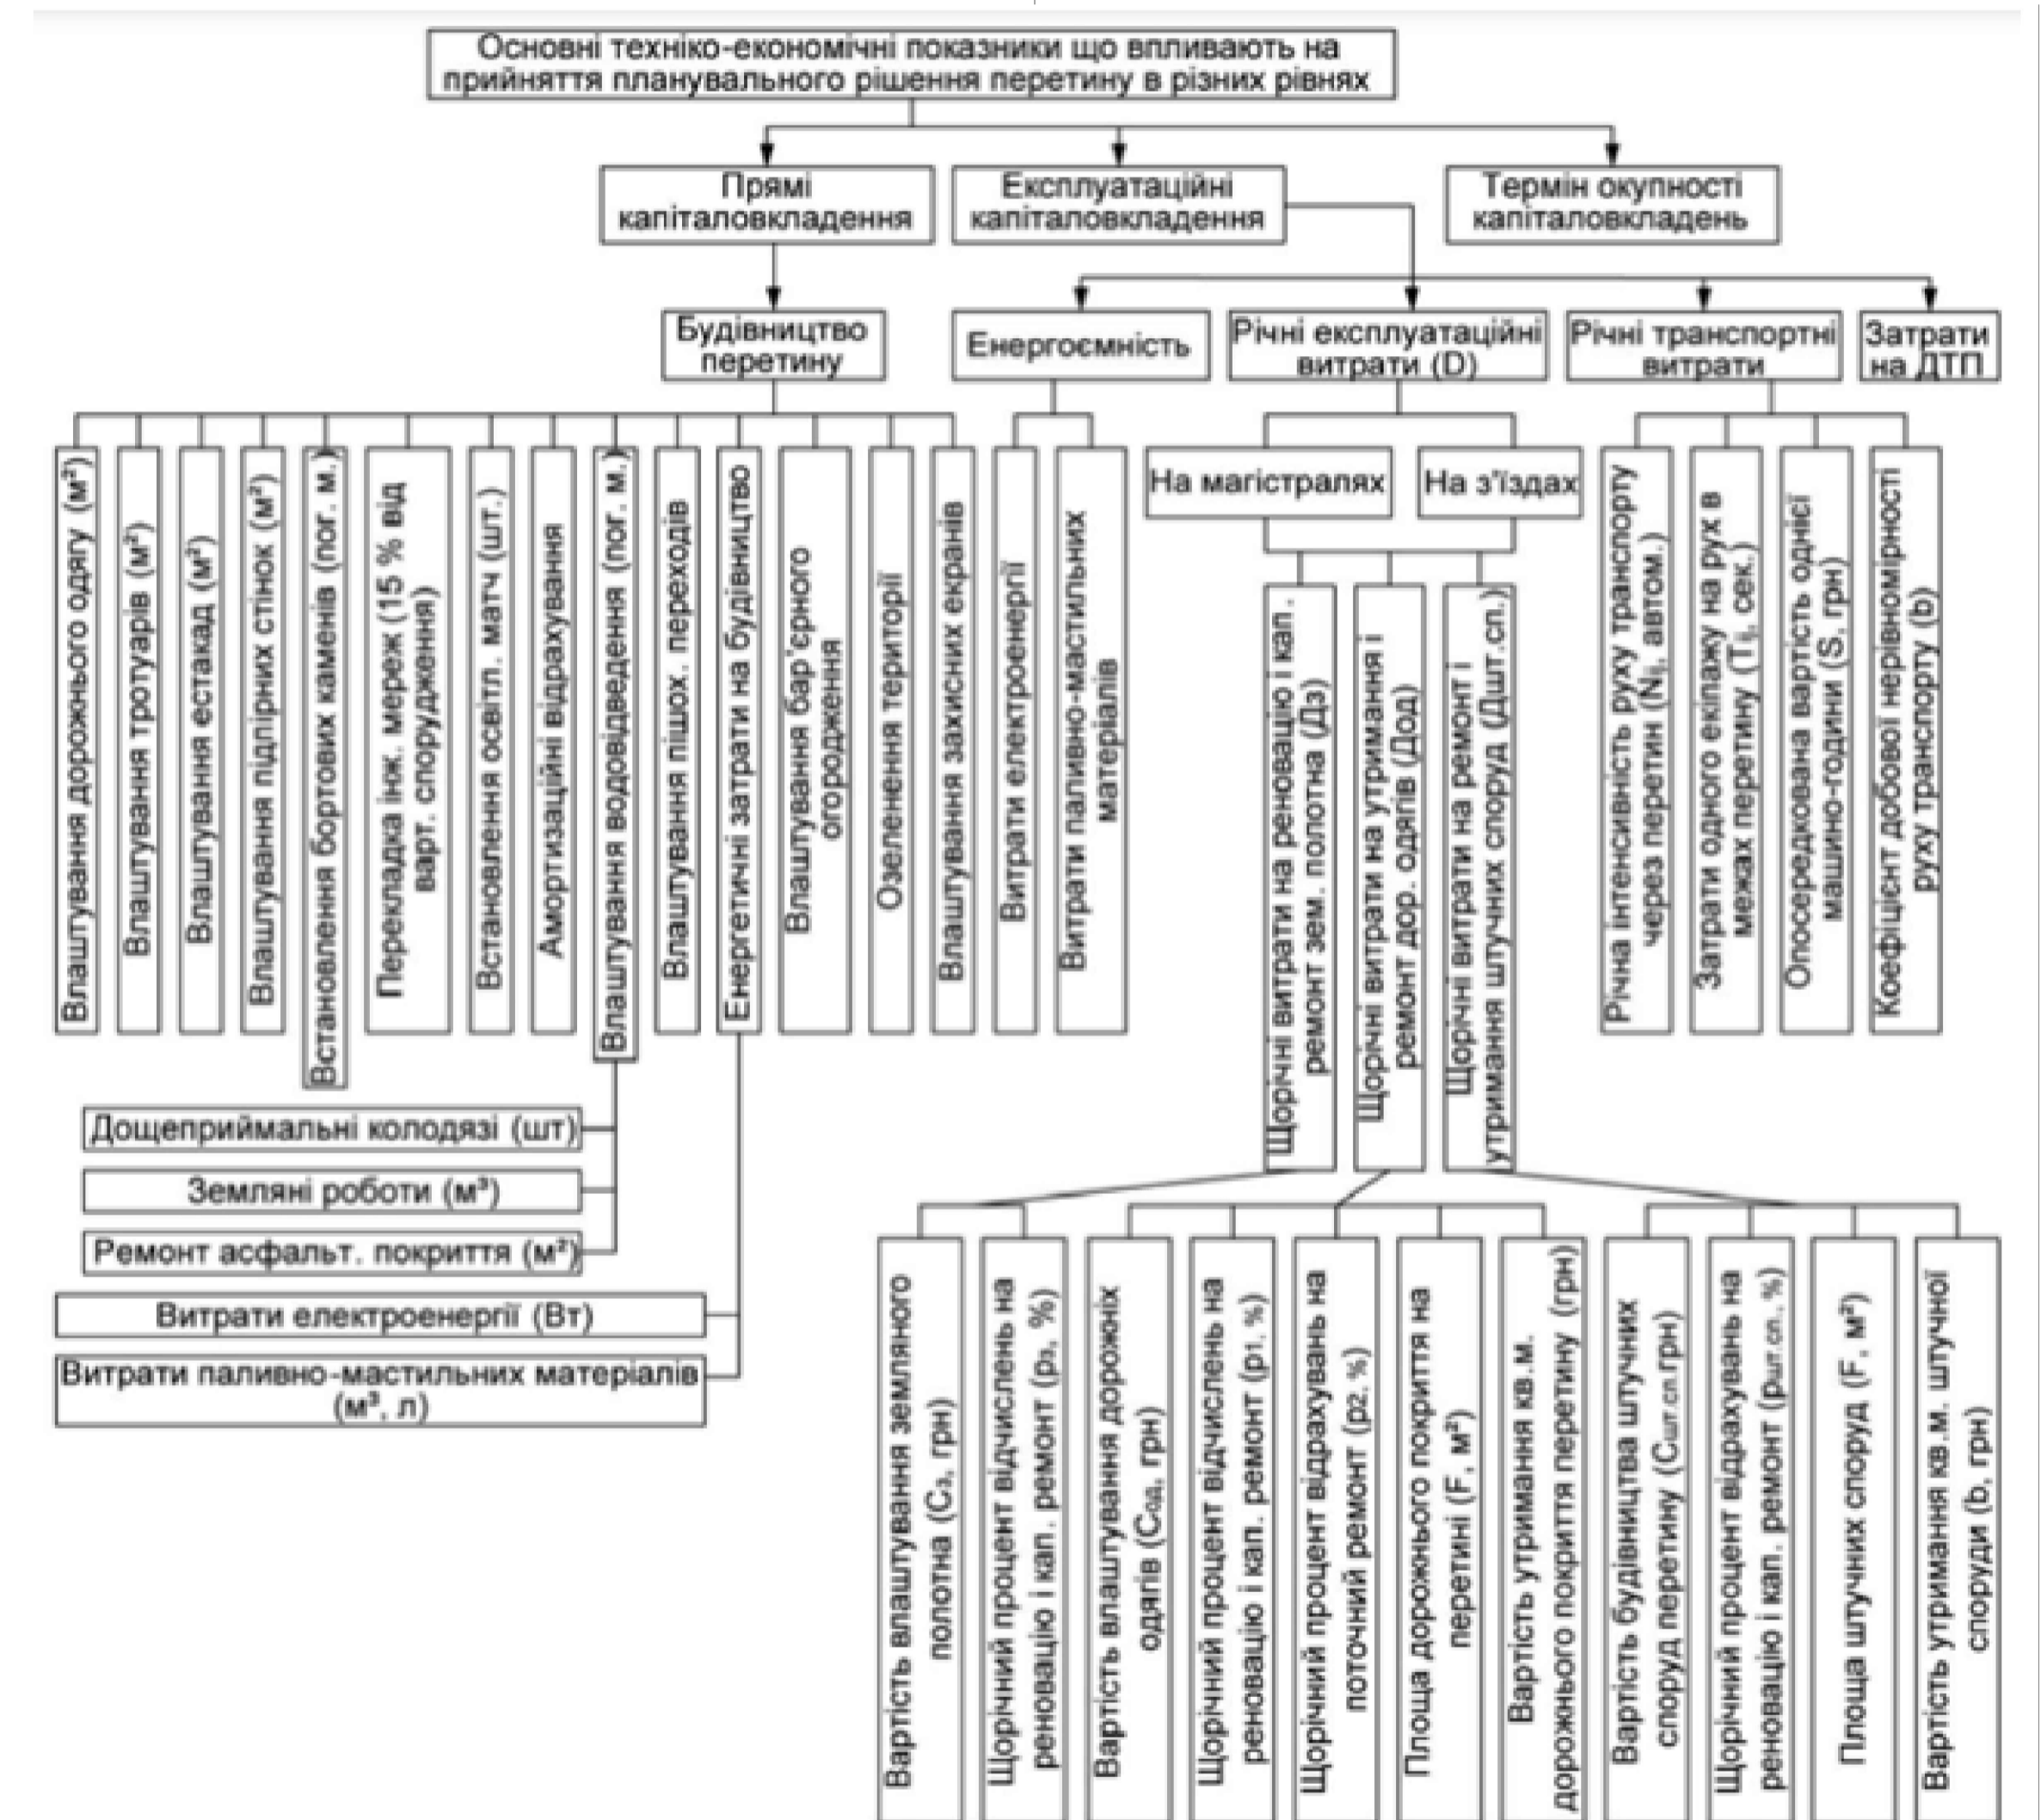 Основні техніко-економічні показники що впливають на
прийняття планувального рішення перетину в різних рівнях
Прямі
капіталовкладення
Експлуатаційні
капіталовкладення
Термін окупності
капіталовкладень
Будівництво
перетину
Енергоємність
Річні експлуатаційні
витрати (D)
Річні транспортні
витрати
Затрати
на ДТП
Влаштування дорожнього одягу (м²)
Влаштування тротуарів (м²)
Влаштування естакад (м²)
Влаштування підпірних стінок (м²)
Встановлення бортових каменів (пог. м.)
Перекладка інж. мереж (15 % від
варт. спорудження)
Встановлення освітл. матч (шт.)
Амортизаційні відрахування
Влаштування водовідведення (пог. м.)
Влаштування пішох. переходів
Енергетичні затрати на будівництво
Влаштування бар'єрного
огородження
Озеленення території
Влаштування захисних екранів
Витрати електроенергії
Витрати паливно-мастильних
матеріалів
На магістралях
На з'їздах
Щорічні витрати на реновацію і кап.
ремонт зем. полотна (Дз)
Щорічні витрати на утримання і
ремонт дор. одягів (Дод)
Щорічні витрати на ремонт і
утримання штучних споруд (Дшт.сп.)
Річна інтенсивність руху транспорту
через перетин (Nij, автом.)
Затрати одного екіпажу на рух в
межах перетину (Tij, сек.)
Опосередкована вартість однієї
машино-години (S, грн)
Коефіцієнт добової нерівномірності
руху транспорту (b)
Дощеприймальні колодязі (шт)
Земляні роботи (м³)
Ремонт асфальт. покриття (м²)
Витрати електроенергії (Вт)
Витрати паливно-мастильних матеріалів
(м³, л)
Вартість влаштування земляного
полотна (Сз, грн)
Щорічний процент відчислень на
реновацію і кап. ремонт (рз, %)
Вартість влаштування дорожніх
одягів (Сод, грн)
Щорічний процент відчислень на
реновацію і кап. ремонт (р1, %)
Щорічний процент відрахувань на
поточний ремонт (р2, %)
Площа дорожнього покриття на
перетині (F, м²)
Вартість утримання кв.м.
дорожнього покриття перетину (грн)
Вартість будівництва штучних
споруд перетину (Сшт.сп.грн)
Щорічний процент відрахувань на
реновацію і кап. ремонт (ршт.сп., %)
Площа штучних споруд (F, м²)
Вартість утримання кв.м. штучної
споруди (b, грн)